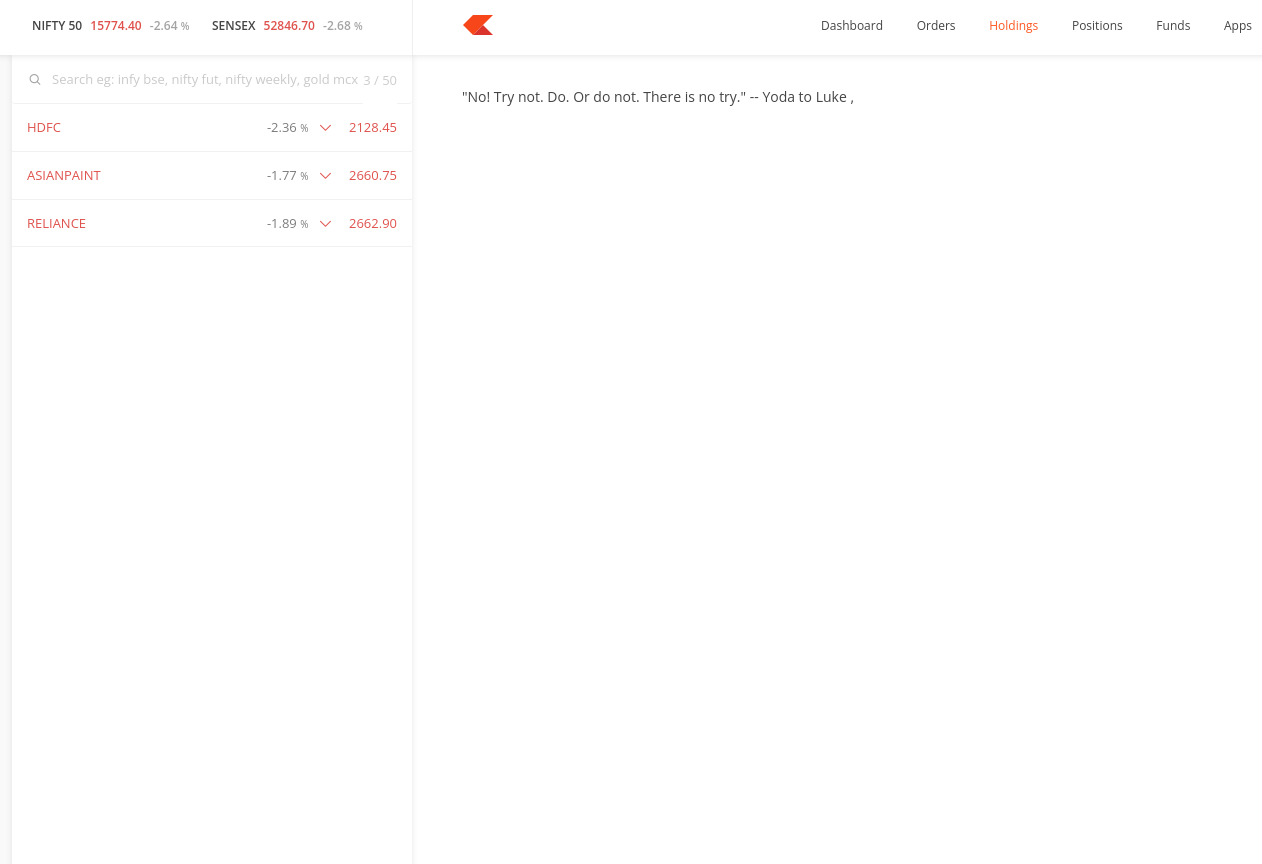 NIFTY 50 15774.40 -2.64 % SENSEX 52846.70 -2.68 %
Dashboard Orders Holdings Positions Funds Apps
Search eg: infy bse, nifty fut, nifty weekly, gold mcx 3 / 50
"No! Try not. Do. Or do not. There is no try." -- Yoda to Luke ,
HDFC -2.36 % 2128.45
ASIANPAINT -1.77 % 2660.75
RELIANCE -1.89 % 2662.90